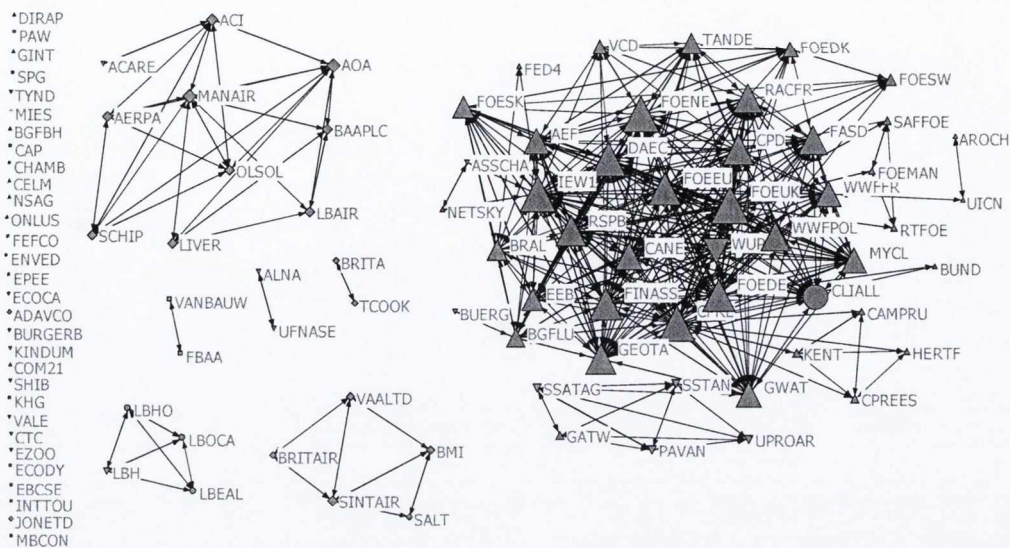 DIRAP
PAW
GINT
SPG
TYND
MIES
BGFBH
CAP
CHAMB
CELM
NSAG
ONLUS
FEFCO
ENVED
EPEE
ECOCA
ADAVCO
BURGERB
KINDUM
COM21
SHIB
KHG
VALE
CTC
EZOO
ECODY
EBCSE
INTTOU
JONETD
MBCON
ACI
ACARE
AOA
MANAIR
AERPA
BAAPLC
OLSOL
LBAIR
SCHIP
LIVER
ALNA
BRITA
VANBAUW
TCOOK
UFNASE
FBAA
LBHO
LBOCA
LBH
LBEAL
VAALTD
BRITAIR
BMI
SINTAIR
SALT
VCD
TANDE
FOEDK
FED4
FOESW
RACFR
FOESK
FOENE
SAFFOE
AEF
CPD
FASD
DAEC
AROCH
ASSCHA
IEW1
FOEEU
FOEUK
WWFFR
FOEMAN
NETSKY
UICN
RSPB
RTFOE
WWFPOL
BRAL
CANE
WUP
MYCL
BUND
EEB
FINASS
FOEDE
CLIALL
BUERG
BGFLU
CPRE
CAMPRU
GEOTA
KENT
HERTF
SSATAG
SSTAN
GWAT
CPREES
GATW
PAVAN
UPROAR